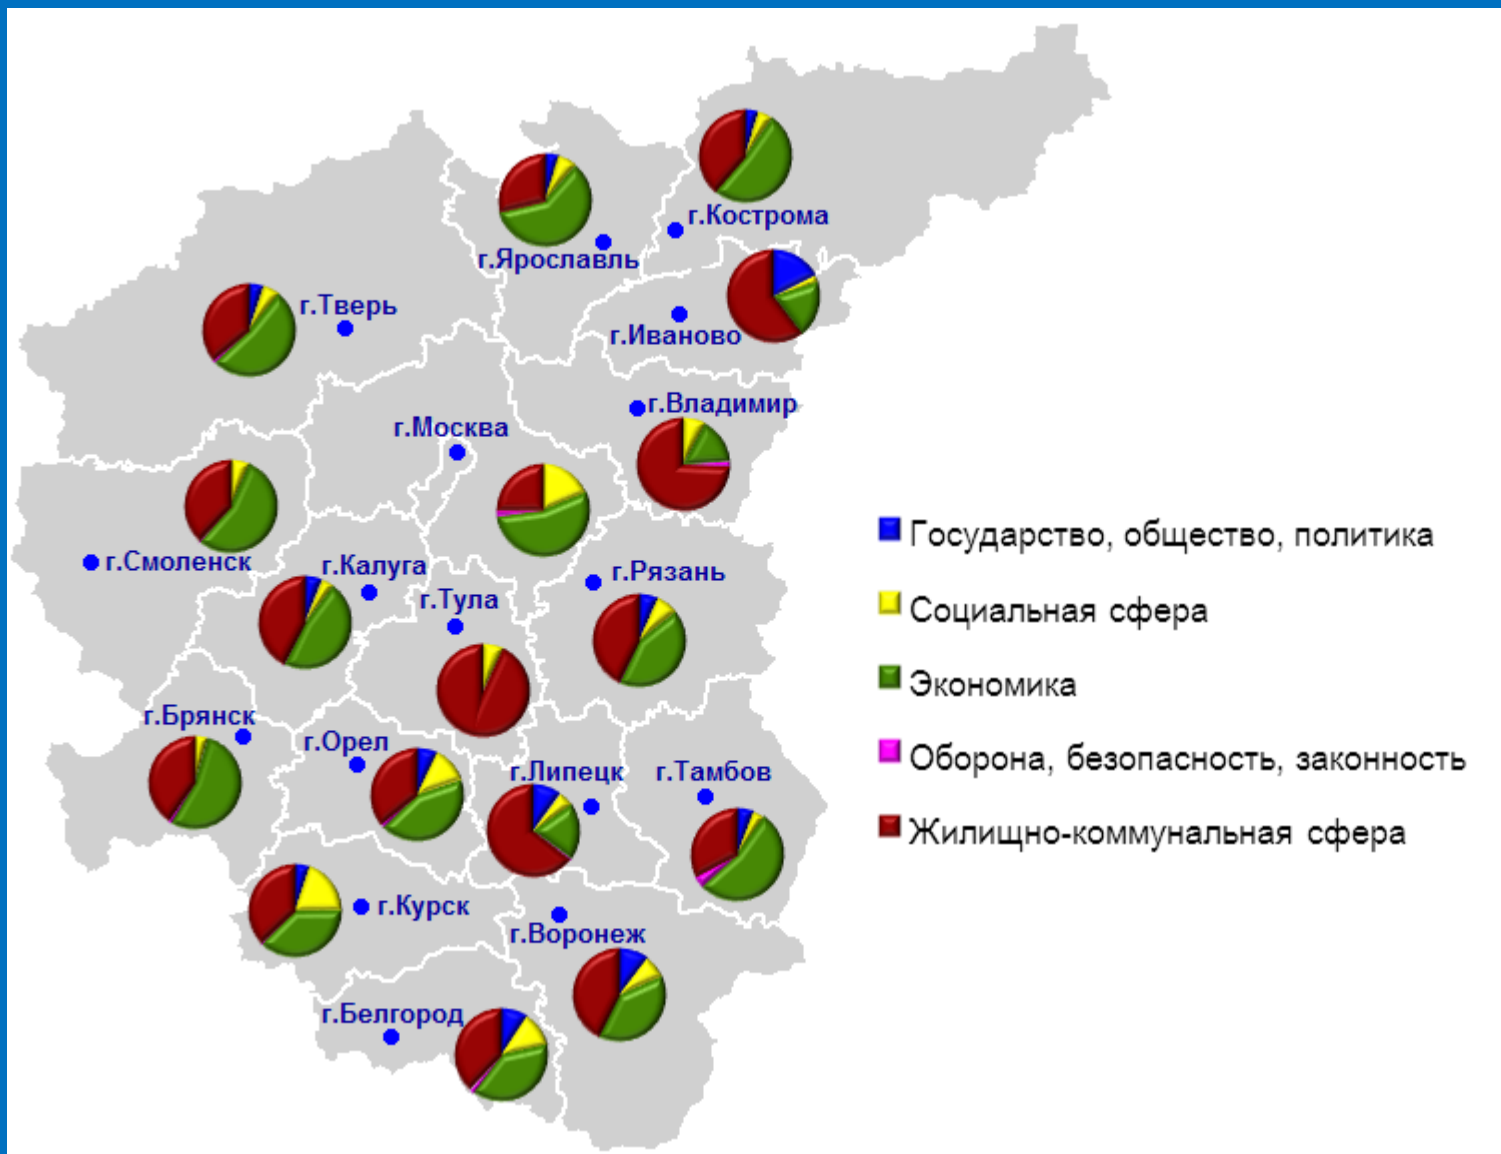 г.Кострома
г.Ярославль
г.Тверь
г.Иваново
г.Владимир
г.Москва
г.Смоленск
г.Калуга
г.Рязань
г.Тула
г.Брянск
г.Орел
г.Липецк
г.Тамбов
г.Курск
г.Воронеж
г.Белгород
Государство, общество, политика
Социальная сфера
Экономика
Оборона, безопасность, законность
Жилищно-коммунальная сфера